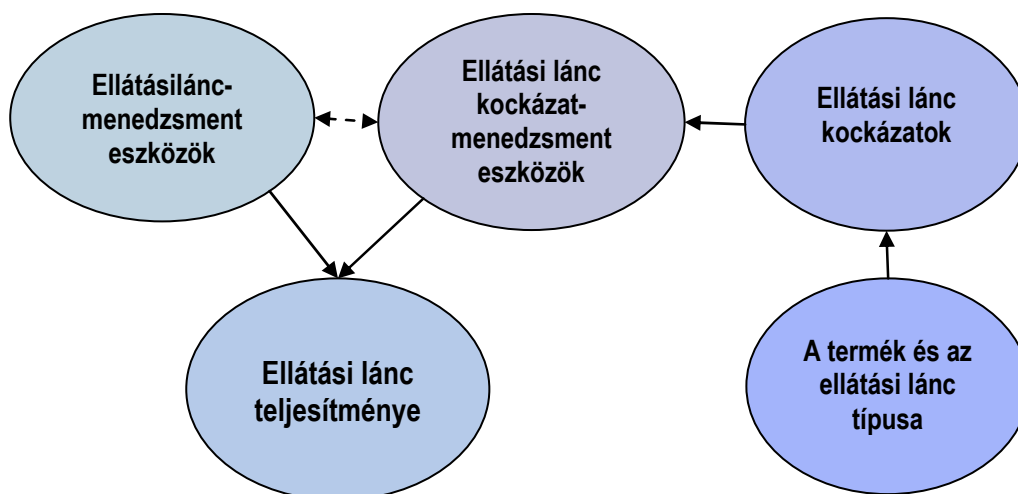 Ellátásilánc-
menedzsment
eszközök
Ellátási lánc
kockázat-
menedzsment
eszközök
Ellátási lánc
kockázatok
Ellátási lánc
teljesítménye
A termék és az
ellátási lánc
típusa